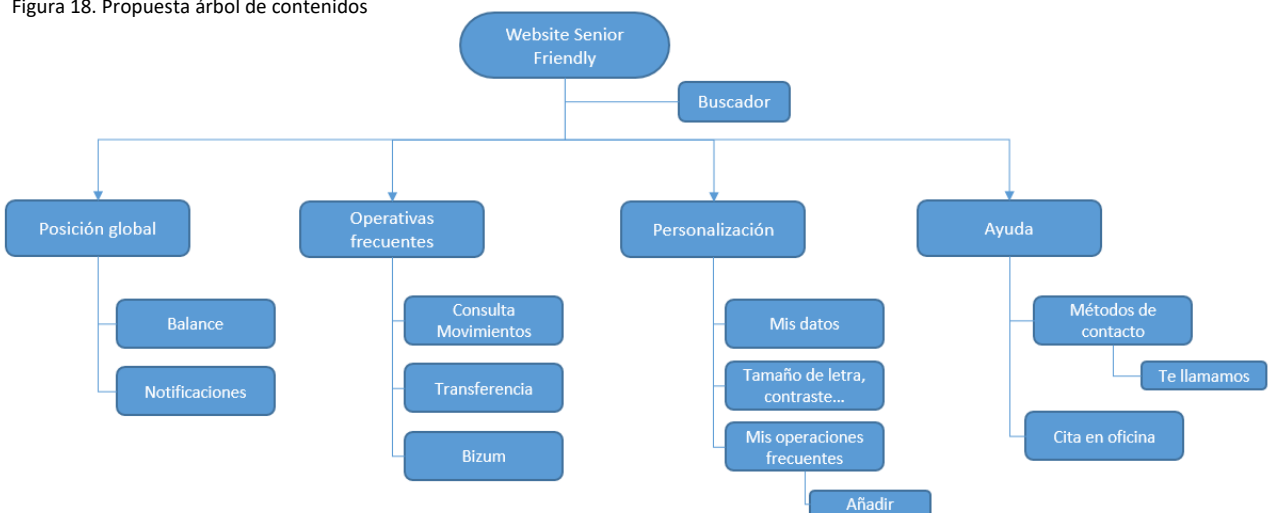 Figura 18. Propuesta árbol de contenidos
Website Senior
Friendly
Buscador
Posición global
Operativas
frecuentes
Personalización
Ayuda
Balance
Notificaciones
Consulta
Movimientos
Transferencia
Bizum
Mis datos
Tamaño de letra,
contraste...
Mis operaciones
frecuentes
Añadir
Métodos de
contacto
Te llamamos
Cita en oficina